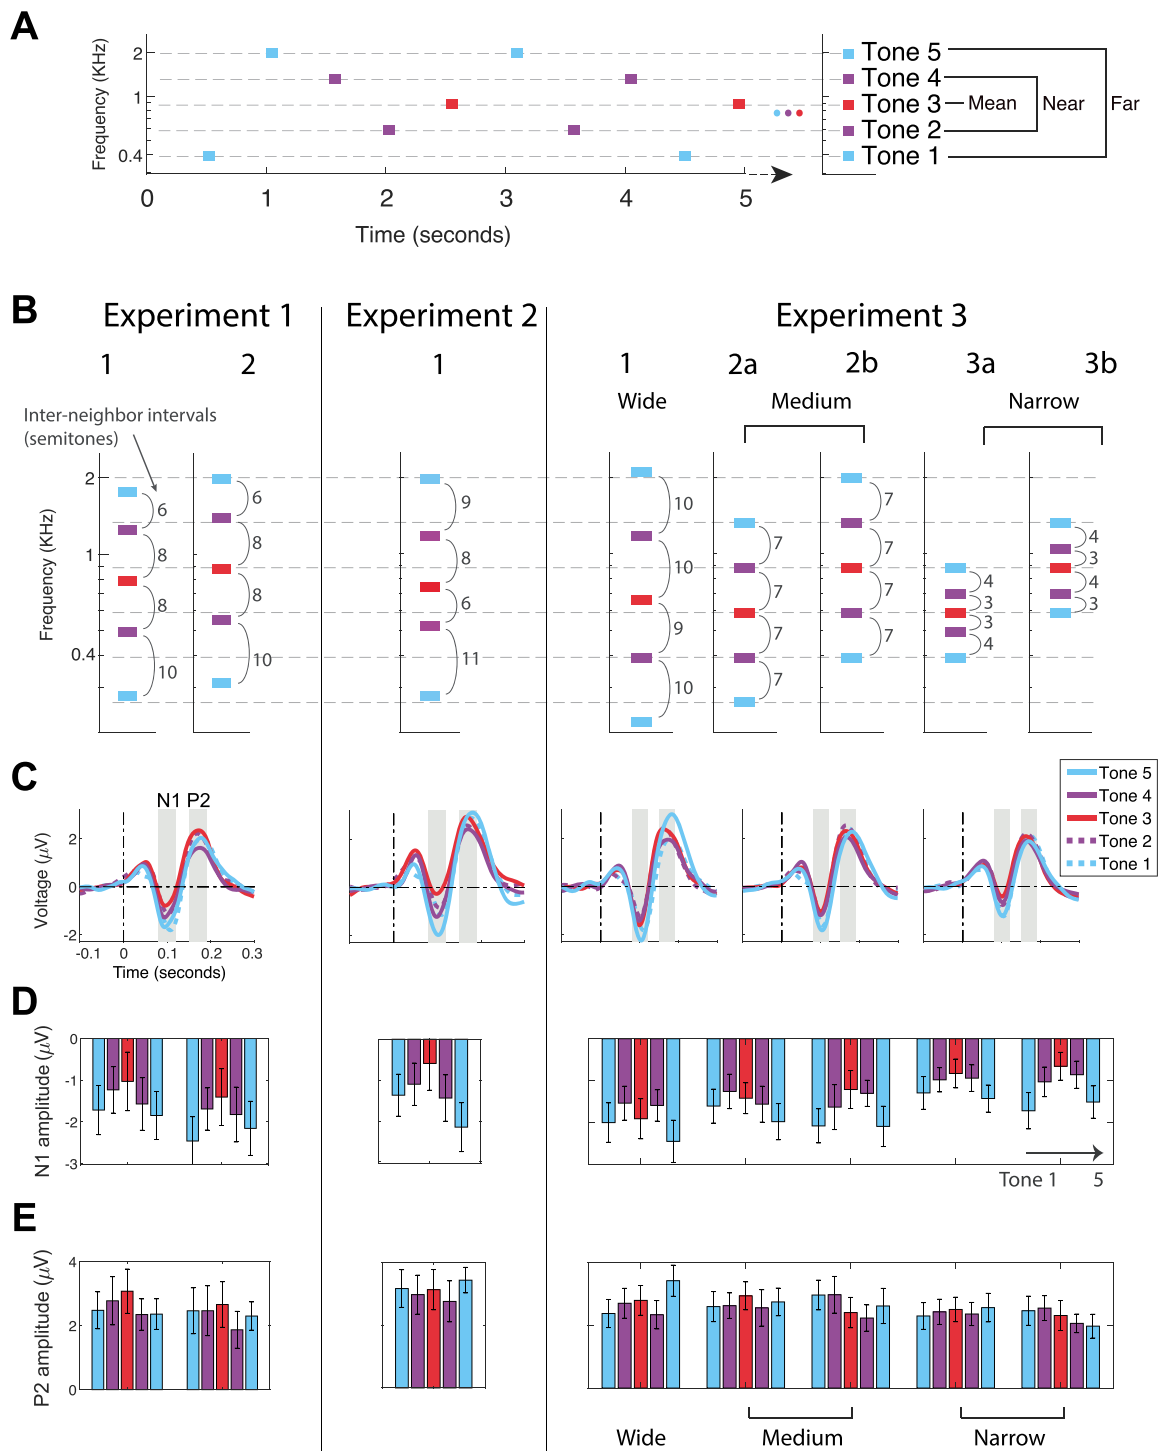 A
Frequency (KHz)
2
1
0.4
0 1 2 3 4 5
Time (seconds)
Tone 5
Tone 4
Tone 3 Mean Near Far
Tone 2
Tone 1
B
Experiment 1 Experiment 2 Experiment 3
1 2 1 1 2a 2b 3a 3b
Wide Medium Narrow
Inter-neighbor intervals
(semitones)
Frequency (KHz)
2
1
0.4
6 8 8 10
6 8 8 10
9 8 6 11
10 10 9 10
7 7 7 7
7 7 7 7
4 3 3 4
4 3 4 3
C
N1 P2
Voltage (μV)
2
0
-2
-0.1 0 0.1 0.2 0.3
Time (seconds)
Tone 5
Tone 4
Tone 3
Tone 2
Tone 1
D
N1 amplitude (μV)
0
-1
-2
-3
Tone 1 5
E
P2 amplitude (μV)
4
2
0
Wide Medium Narrow